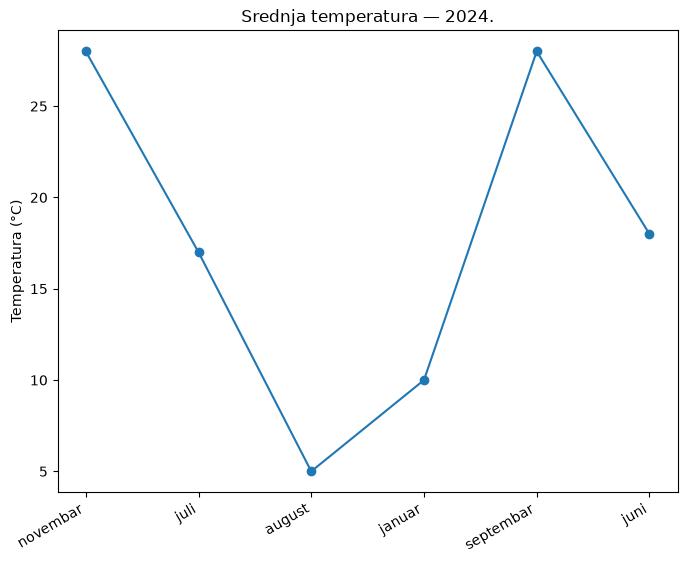 Srednja temperatura — 2024.
Temperatura (°C)
25
20
15
10
5
novembar
juli
august
januar
septembar
juni